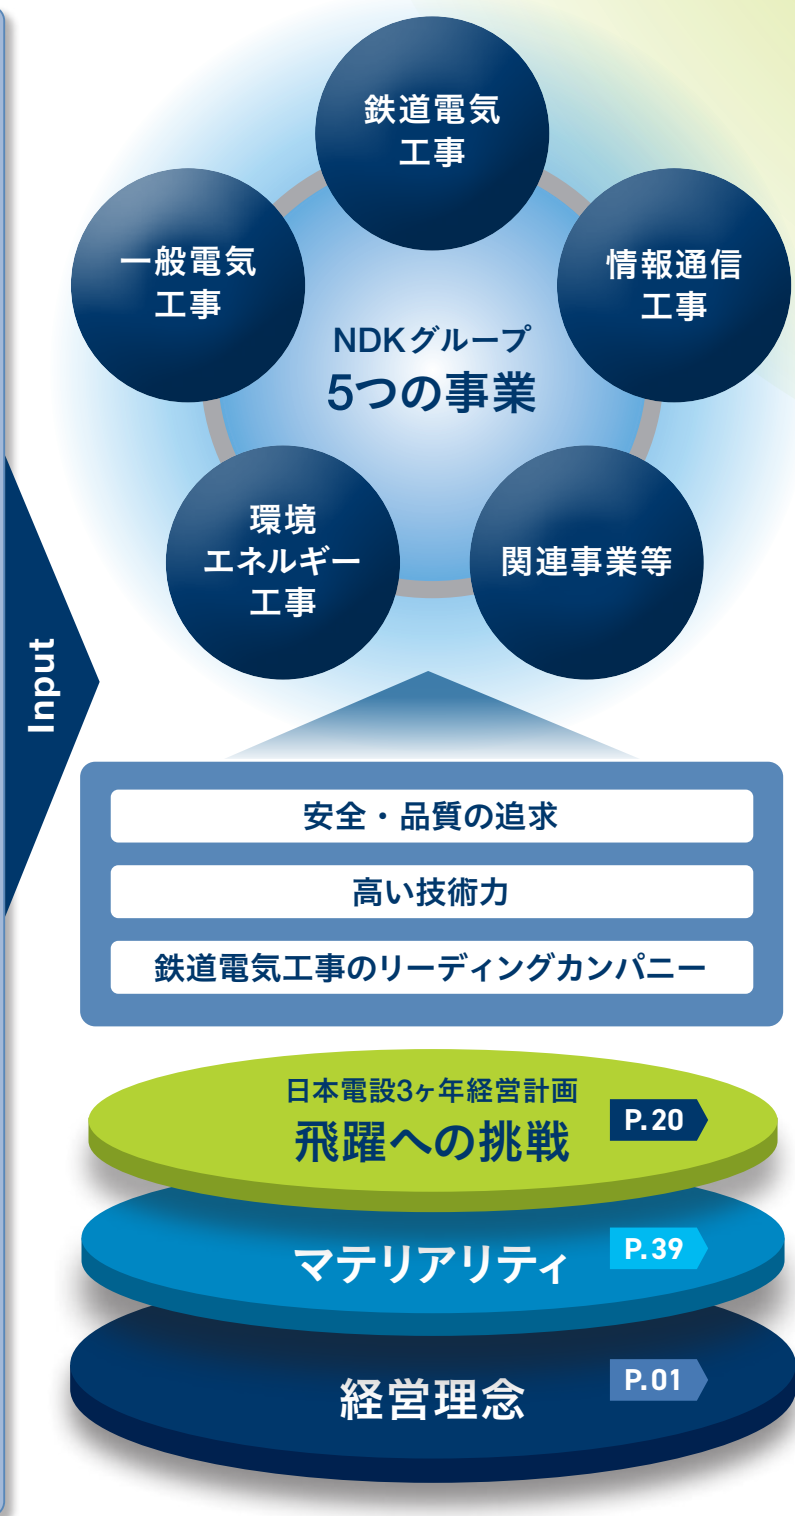 鉄道電気
工事
一般電気
工事
情報通信
工事
NDKグループ
5つの事業
環境
エネルギー
工事
関連事業等
Input
安全・品質の追求
高い技術力
鉄道電気工事のリーディングカンパニー
日本電設3ヶ年経営計画
飛躍への挑戦
P.20
マテリアリティ
P.39
経営理念
P.01